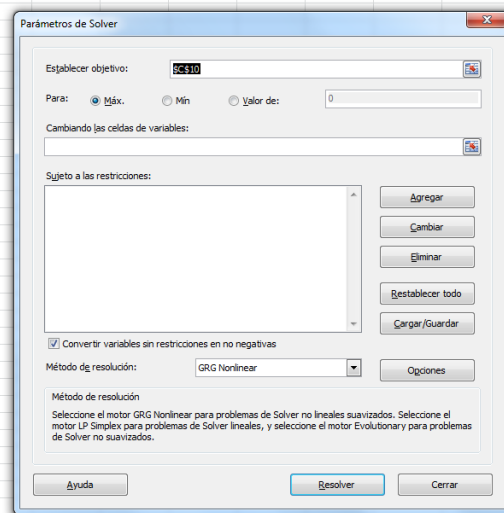 Parámetros de Solver
Establecer objetivo:
$C$10
Para:
Máx.
Mín
Valor de:
0
Cambiando las celdas de variables:
Sujeto a las restricciones:
Agregar
Cambiar
Eliminar
Restablecer todo
Cargar/Guardar
Convertir variables sin restricciones en no negativas
Método de resolución:
GRG Nonlinear
Opciones
Método de resolución
Seleccione el motor GRG Nonlinear para problemas de Solver no lineales suavizados. Seleccione el
motor LP Simplex para problemas de Solver lineales, y seleccione el motor Evolutionary para problemas
de Solver no suavizados.
Ayuda
Resolver
Cerrar